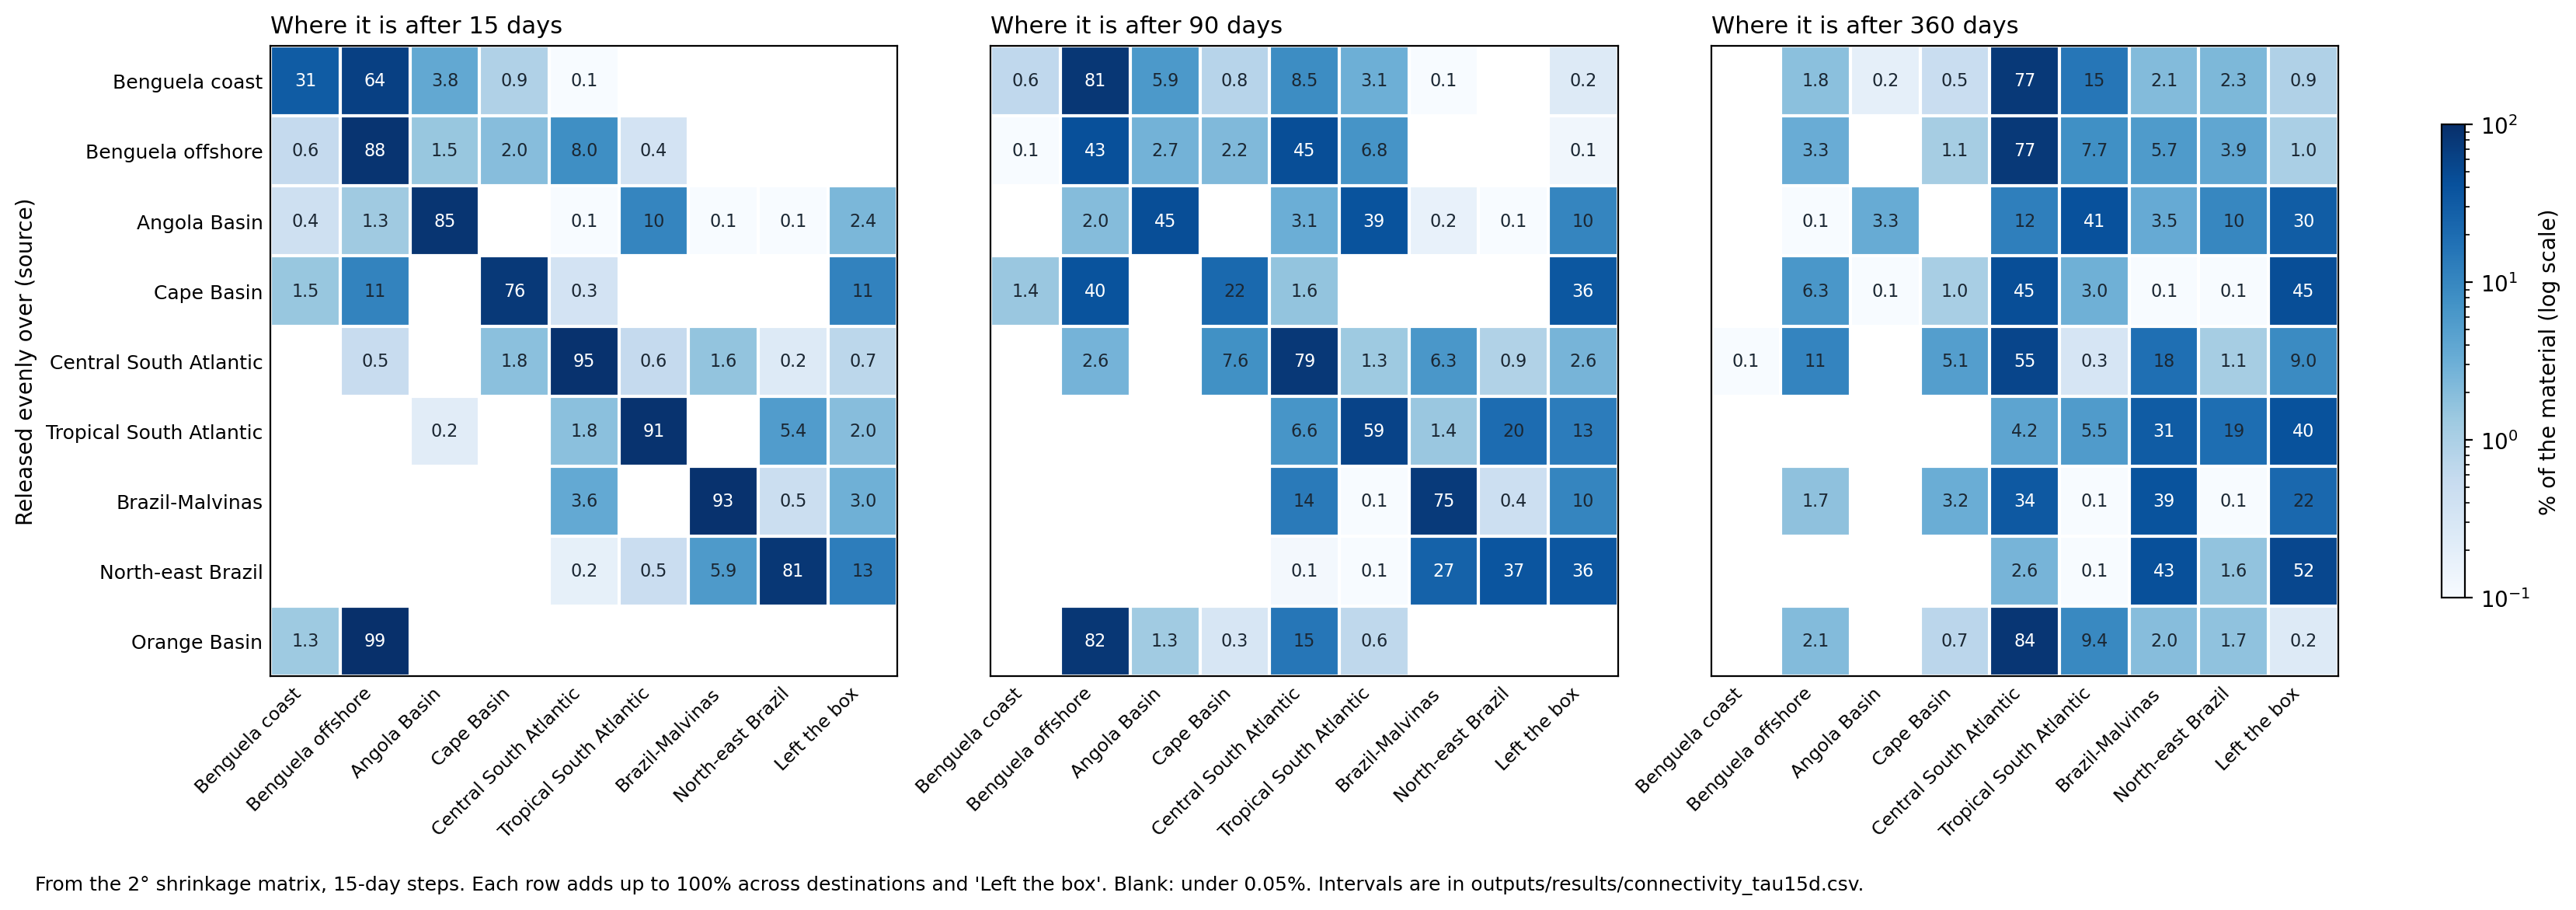 Where it is after 15 days
Where it is after 90 days
Where it is after 360 days
Released evenly over (source)
Benguela coast 31 64 3.8 0.9 0.1 0.6 81 5.9 0.8 8.5 3.1 0.1 0.2 1.8 0.2 0.5 77 15 2.1 2.3 0.9
Benguela offshore 0.6 88 1.5 2.0 8.0 0.4 0.1 43 2.7 2.2 45 6.8 0.1 3.3 1.1 77 7.7 5.7 3.9 1.0
Angola Basin 0.4 1.3 85 0.1 10 0.1 0.1 2.4 2.0 45 3.1 39 0.2 0.1 10 0.1 3.3 12 41 3.5 10 30
Cape Basin 1.5 11 76 0.3 11 1.4 40 22 1.6 36 6.3 0.1 1.0 45 3.0 0.1 0.1 45
Central South Atlantic 0.5 1.8 95 0.6 1.6 0.2 0.7 2.6 7.6 79 1.3 6.3 0.9 2.6 0.1 11 5.1 55 0.3 18 1.1 9.0
Tropical South Atlantic 0.2 1.8 91 5.4 2.0 6.6 59 1.4 20 13 4.2 5.5 31 19 40
Brazil-Malvinas 3.6 93 0.5 3.0 14 0.1 75 0.4 10 1.7 3.2 34 0.1 39 0.1 22
North-east Brazil 0.2 0.5 5.9 81 13 0.1 0.1 27 37 36 2.6 0.1 43 1.6 52
Orange Basin 1.3 99 82 1.3 0.3 15 0.6 2.1 0.7 84 9.4 2.0 1.7 0.2
Benguela coast
Benguela offshore
Angola Basin
Cape Basin
Central South Atlantic
Tropical South Atlantic
Brazil-Malvinas
North-east Brazil
Left the box
Benguela coast
Benguela offshore
Angola Basin
Cape Basin
Central South Atlantic
Tropical South Atlantic
Brazil-Malvinas
North-east Brazil
Left the box
Benguela coast
Benguela offshore
Angola Basin
Cape Basin
Central South Atlantic
Tropical South Atlantic
Brazil-Malvinas
North-east Brazil
Left the box
10²
10¹
10⁰
10⁻¹
% of the material (log scale)
From the 2° shrinkage matrix, 15-day steps. Each row adds up to 100% across destinations and 'Left the box'. Blank: under 0.05%. Intervals are in outputs/results/connectivity_tau15d.csv.